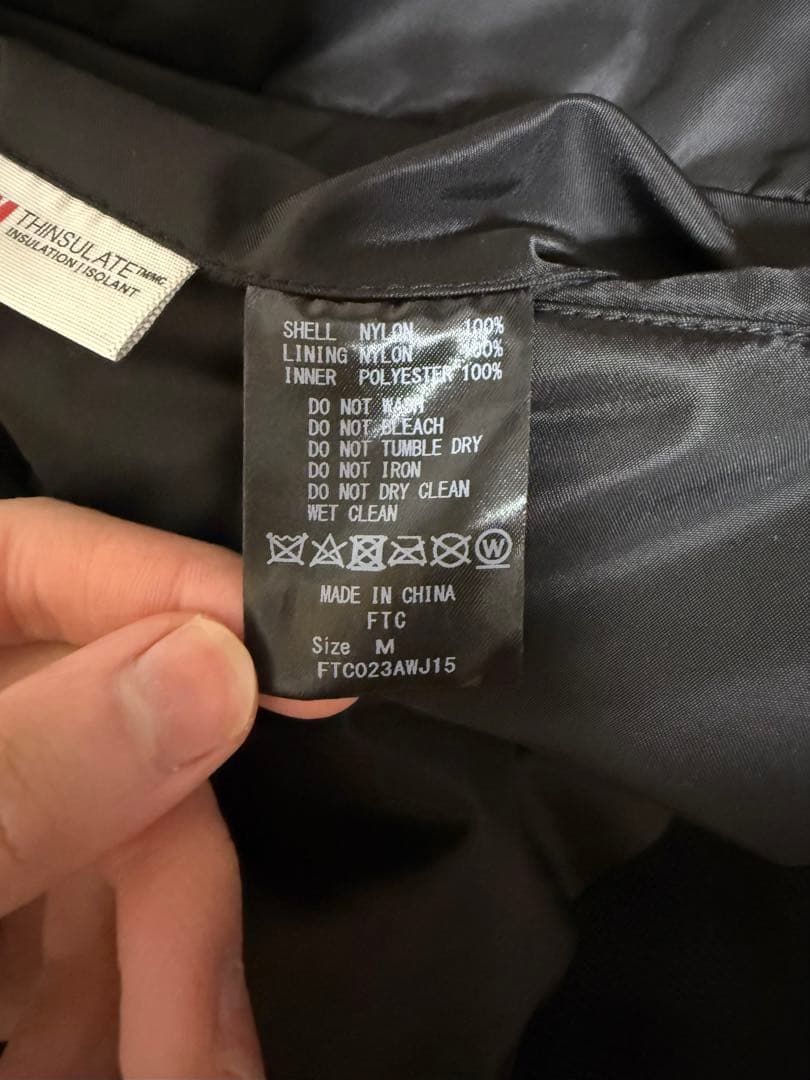 THINSULATE™MC
INSULATION | ISOLANT
SHELL NYLON 100%
LINING NYLON 100%
INNER POLYESTER 100%
DO NOT WASH
DO NOT BLEACH
DO NOT TUMBLE DRY
DO NOT IRON
DO NOT DRY CLEAN
WET CLEAN
W
MADE IN CHINA
FTC
Size M
FTC023AWJ15